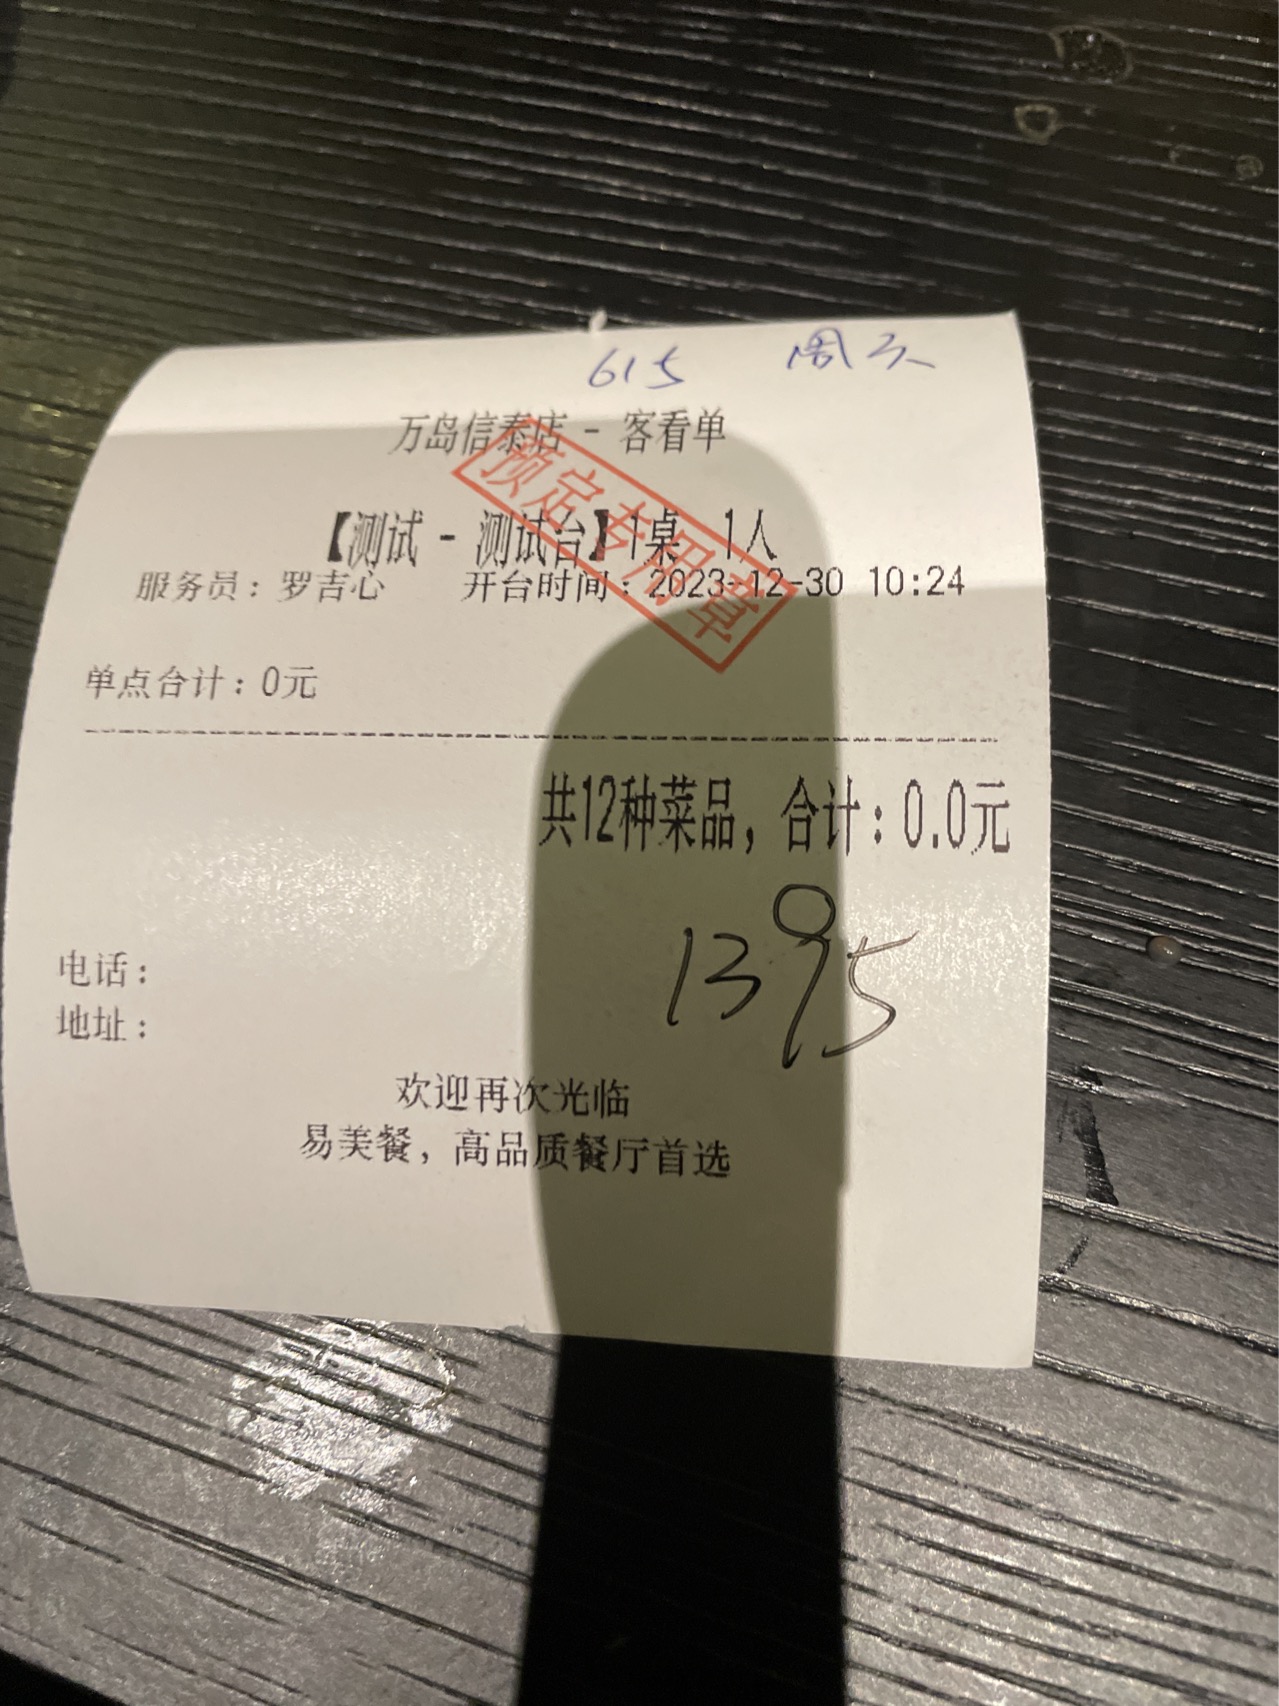 615 周天
万岛信泰店 - 客看单
预定专用章
【测试 - 测试台】1桌 1人
服务员：罗吉心 开台时间：2023-12-30 10:24
单点合计：0元
共12种菜品，合计：0.0元
1395
电话：
地址：
欢迎再次光临
易美餐，高品质餐厅首选